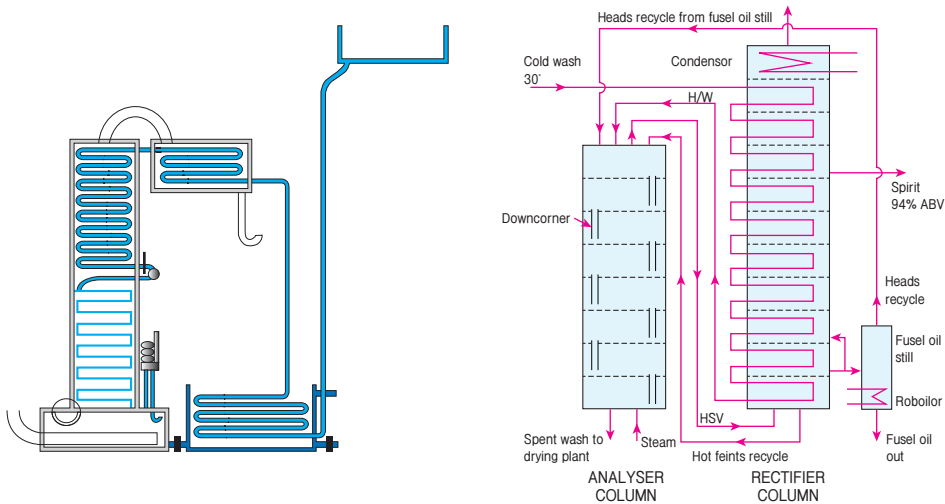 Heads recycle from fusel oil still
Cold wash
30°
Condensor
H/W
Downcorner
Spirit
94% ABV
Heads
recycle
Fusel oil
still
Roboilor
HSV
Spent wash to
drying plant
Steam
Hot feints recycle
Fusel oil
out
ANALYSER
COLUMN
RECTIFIER
COLUMN